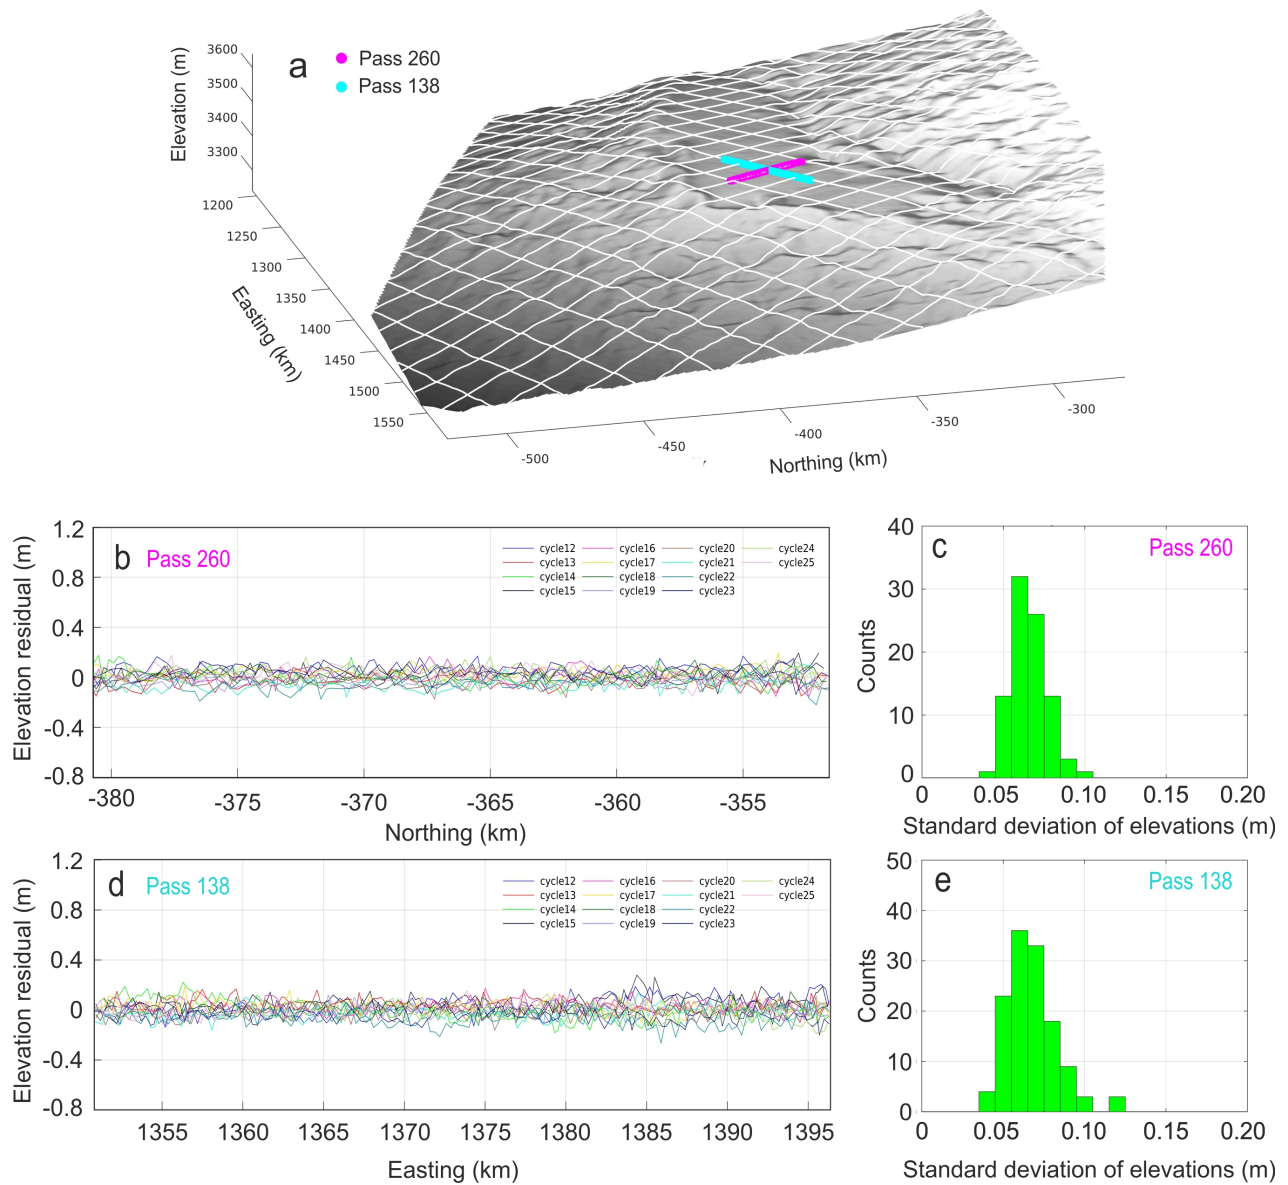 a
Pass 260
Pass 138
Elevation (m)
3600
3500
3400
3300
1200
1250
1300
1350
1400
1450
1500
1550
Easting (km)
-500
-450
-400
-350
-300
Northing (km)
b
Pass 260
cycle12 cycle16 cycle20 cycle24
cycle13 cycle17 cycle21 cycle25
cycle14 cycle18 cycle22
cycle15 cycle19 cycle23
Elevation residual (m)
1.2
0.8
0.4
0
-0.4
-0.8
-380 -375 -370 -365 -360 -355
Northing (km)
c
Pass 260
Counts
40
30
20
10
0
0 0.05 0.10 0.15 0.20
Standard deviation of elevations (m)
d
Pass 138
cycle12 cycle16 cycle20 cycle24
cycle13 cycle17 cycle21 cycle25
cycle14 cycle18 cycle22
cycle15 cycle19 cycle23
Elevation residual (m)
1.2
0.8
0.4
0
-0.4
-0.8
1355 1360 1365 1370 1375 1380 1385 1390 1395
Easting (km)
e
Pass 138
Counts
50
40
30
20
10
0
0 0.05 0.10 0.15 0.20
Standard deviation of elevations (m)